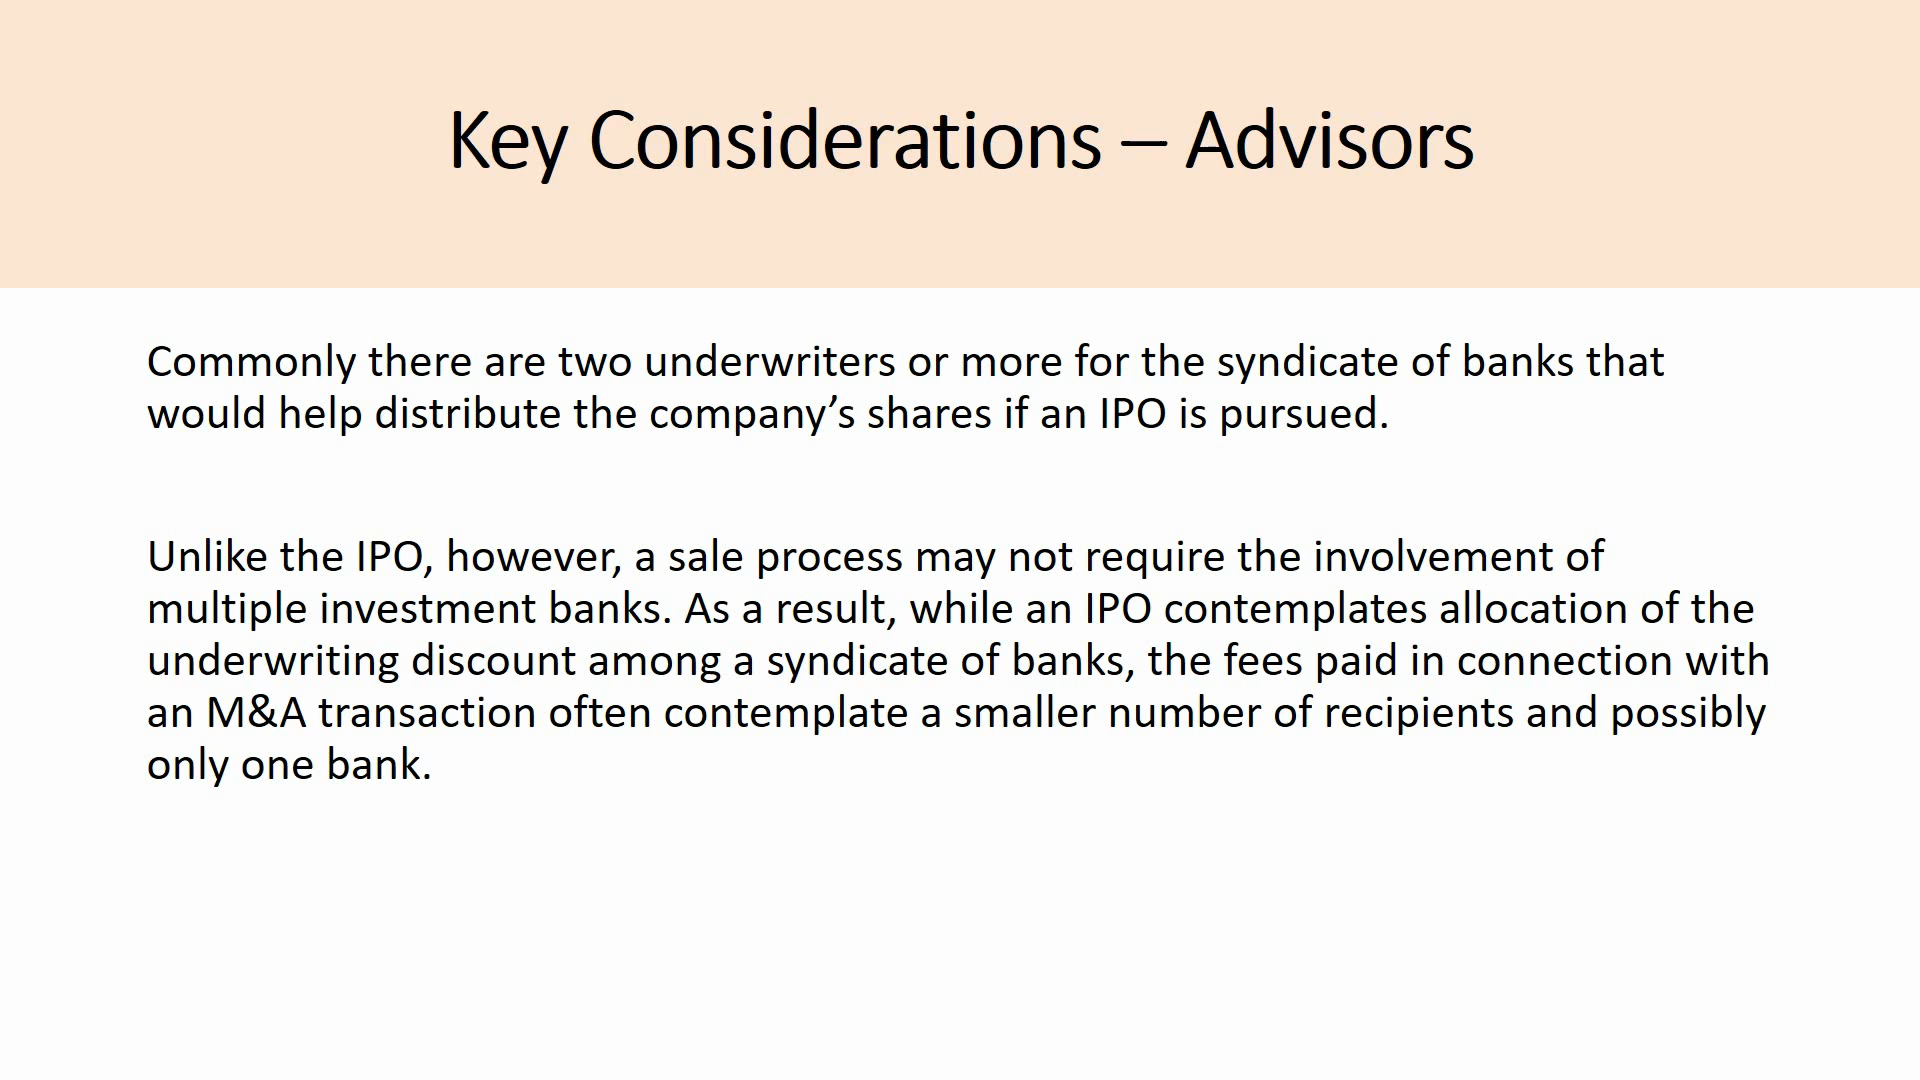 Key Considerations – Advisors
Commonly there are two underwriters or more for the syndicate of banks that
would help distribute the company’s shares if an IPO is pursued.
Unlike the IPO, however, a sale process may not require the involvement of
multiple investment banks. As a result, while an IPO contemplates allocation of the
underwriting discount among a syndicate of banks, the fees paid in connection with
an M&A transaction often contemplate a smaller number of recipients and possibly
only one bank.